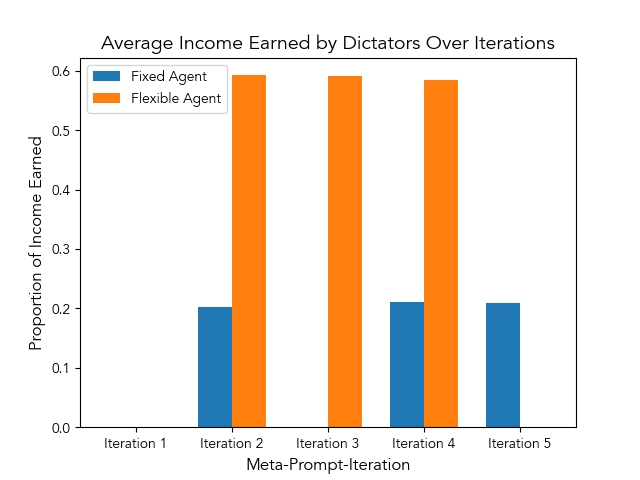 Average Income Earned by Dictators Over Iterations
Fixed Agent
Flexible Agent
Proportion of Income Earned
0.6
0.5
0.4
0.3
0.2
0.1
0.0
Iteration 1 Iteration 2 Iteration 3 Iteration 4 Iteration 5
Meta-Prompt-Iteration